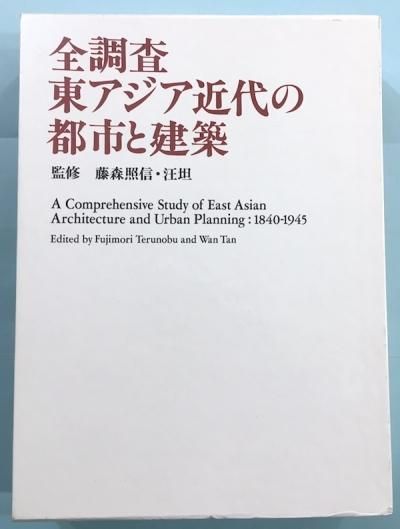 全調査
東アジア近代の
都市と建築
監修 藤森照信・汪坦
A Comprehensive Study of East Asian
Architecture and Urban Planning : 1840-1945
Edited by Fujimori Terunobu and Wan Tan